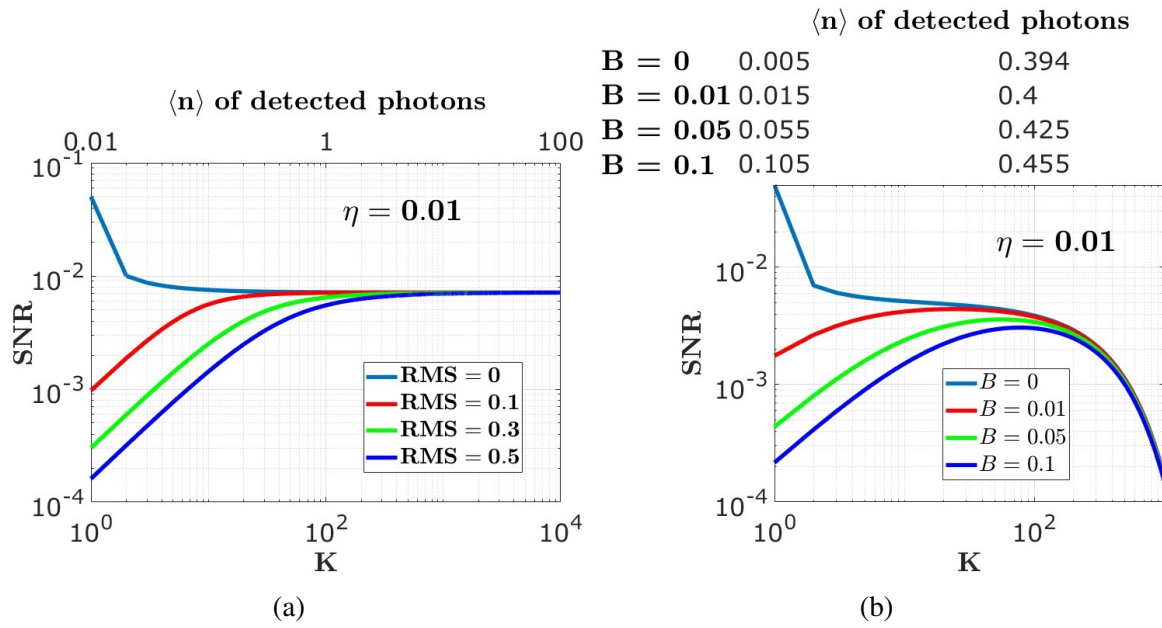 ⟨n⟩ of detected photons
0.01 1 100
10^-1
10^-2
10^-3
10^-4
SNR
η = 0.01
RMS = 0
RMS = 0.1
RMS = 0.3
RMS = 0.5
10^0 10^2 10^4
K
(a)
⟨n⟩ of detected photons
B = 0 0.005 0.394
B = 0.01 0.015 0.4
B = 0.05 0.055 0.425
B = 0.1 0.105 0.455
10^-2
10^-3
10^-4
SNR
η = 0.01
B = 0
B = 0.01
B = 0.05
B = 0.1
10^0 10^2
K
(b)